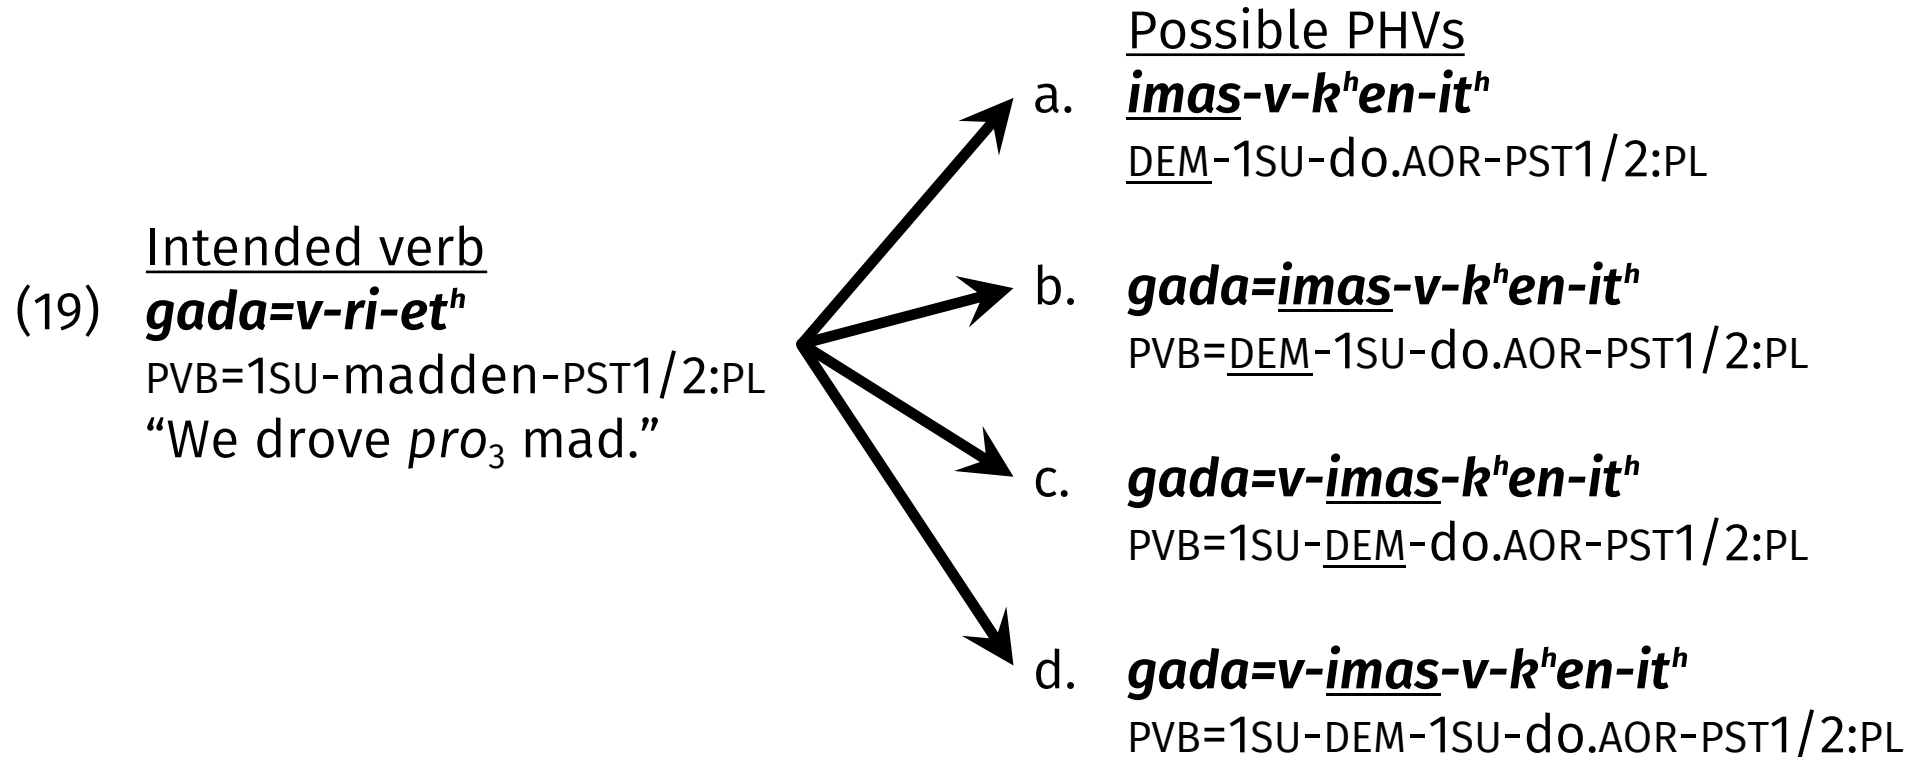 Possible PHVs
a. imas-v-kʰen-itʰ
DEM-1SU-do.AOR-PST1/2:PL
Intended verb
(19) gada=v-ri-etʰ
PVB=1SU-madden-PST1/2:PL
“We drove pro₃ mad.”
b. gada=imas-v-kʰen-itʰ
PVB=DEM-1SU-do.AOR-PST1/2:PL
c. gada=v-imas-kʰen-itʰ
PVB=1SU-DEM-do.AOR-PST1/2:PL
d. gada=v-imas-v-kʰen-itʰ
PVB=1SU-DEM-1SU-do.AOR-PST1/2:PL